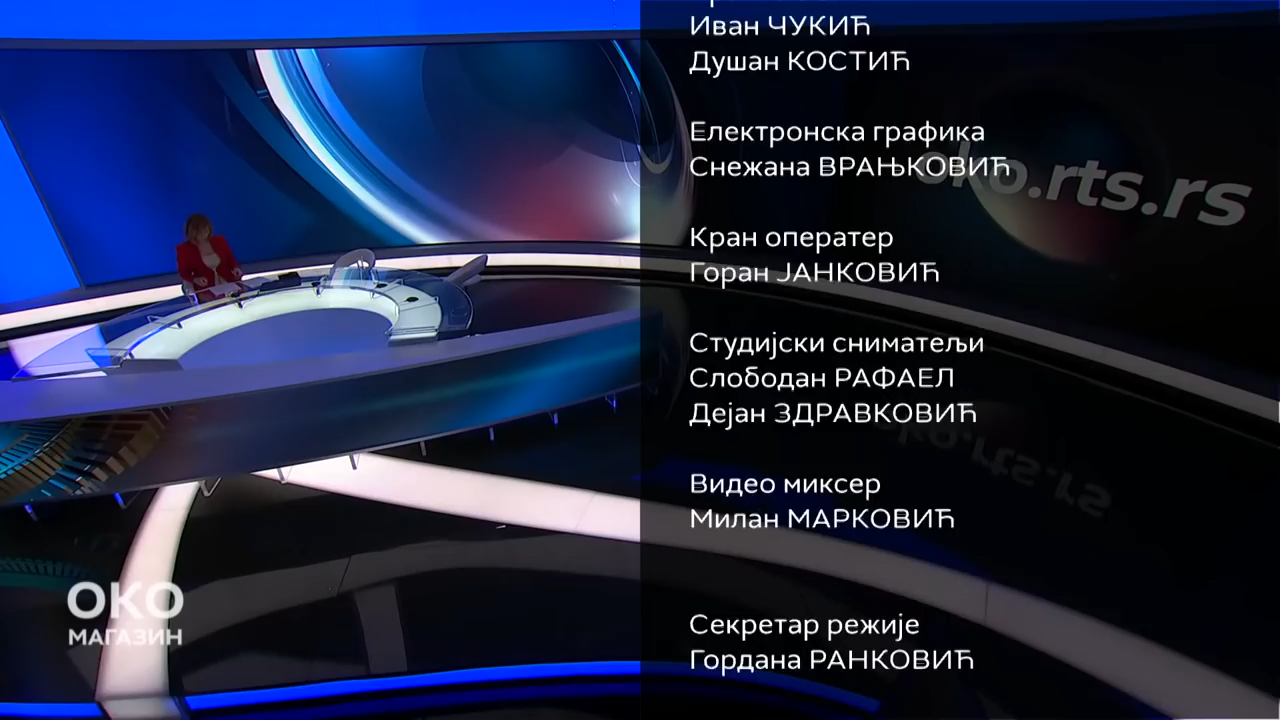 Иван ЧУКИЋ
Душан КОСТИЋ
Електронска графика
Снежана ВРАЊКОВИЋ
oko.rts.rs
Кран оператер
Горан ЈАНКОВИЋ
Студијски сниматељи
Слободан РАФАЕЛ
Дејан ЗДРАВКОВИЋ
Видео миксер
Милан МАРКОВИЋ
Секретар режије
Гордана РАНКОВИЋ
ОКО
МАГАЗИН